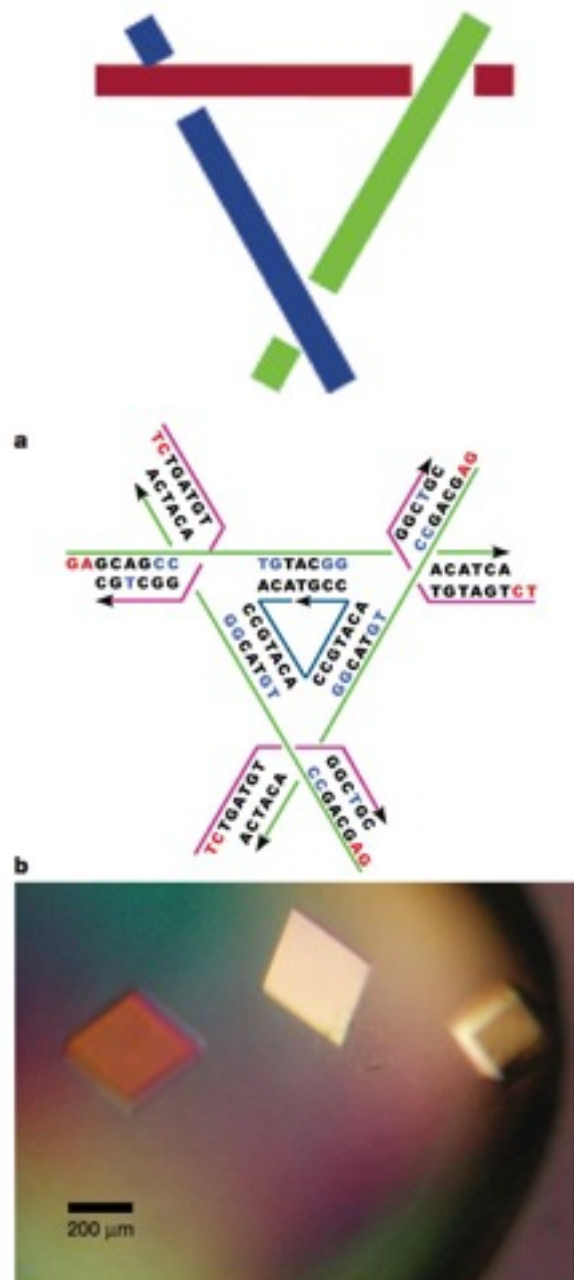 a
TCTGATGT
ACTACA
GGCTGC
CCGACGAG
GAGCAGCC
CGTCGG
TGTACGG
ACATGCC
ACATCA
TGTAGTCT
CCGTACA
GGCATGT
CCGTACA
GGCATGT
TCTGATGT
ACTACA
GGCTGC
CCGACGAG
b
200 µm